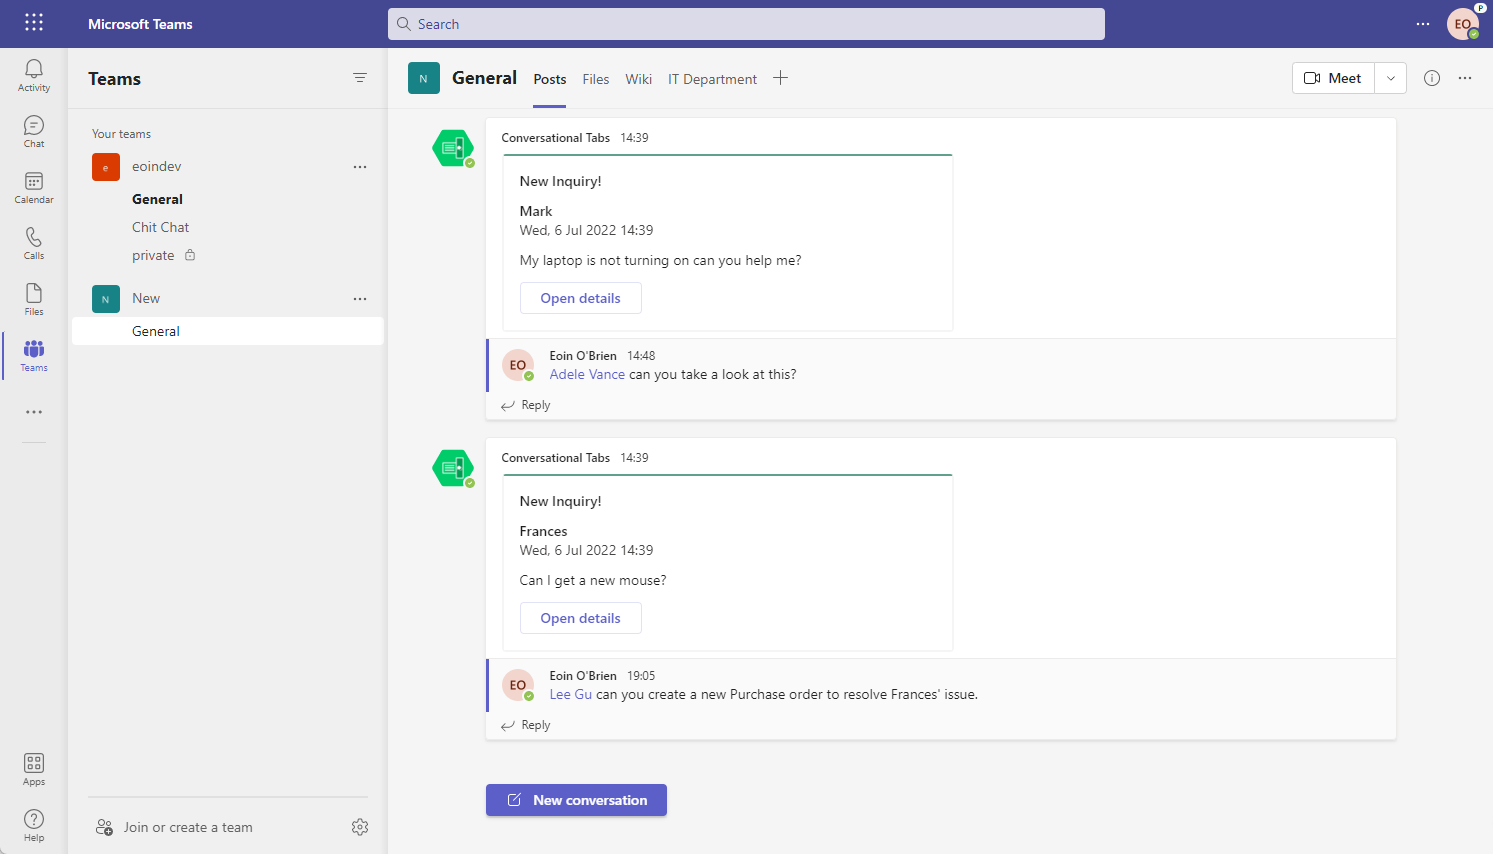 Microsoft Teams
Search
EO
P
Activity
Chat
Calendar
Calls
Files
Teams
Apps
Help
Teams
Your teams
e
eoindev
General
Chit Chat
private
N
New
General
Join or create a team
N
General
Posts
Files
Wiki
IT Department
Meet
Conversational Tabs 14:39
New Inquiry!
Mark
Wed, 6 Jul 2022 14:39
My laptop is not turning on can you help me?
Open details
EO
Eoin O'Brien 14:48
Adele Vance can you take a look at this?
Reply
Conversational Tabs 14:39
New Inquiry!
Frances
Wed, 6 Jul 2022 14:39
Can I get a new mouse?
Open details
EO
Eoin O'Brien 19:05
Lee Gu can you create a new Purchase order to resolve Frances' issue.
Reply
New conversation